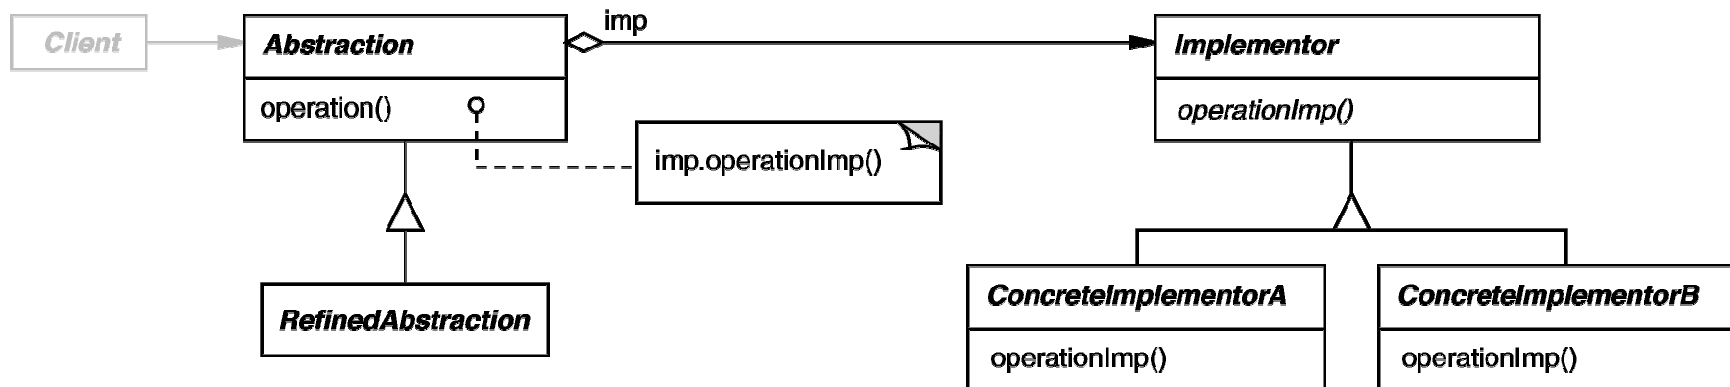 imp
Client
Abstraction
Implementor
operation()
operationImp()
imp.operationImp()
RefinedAbstraction
ConcreteImplementorA
ConcreteImplementorB
operationImp()
operationImp()